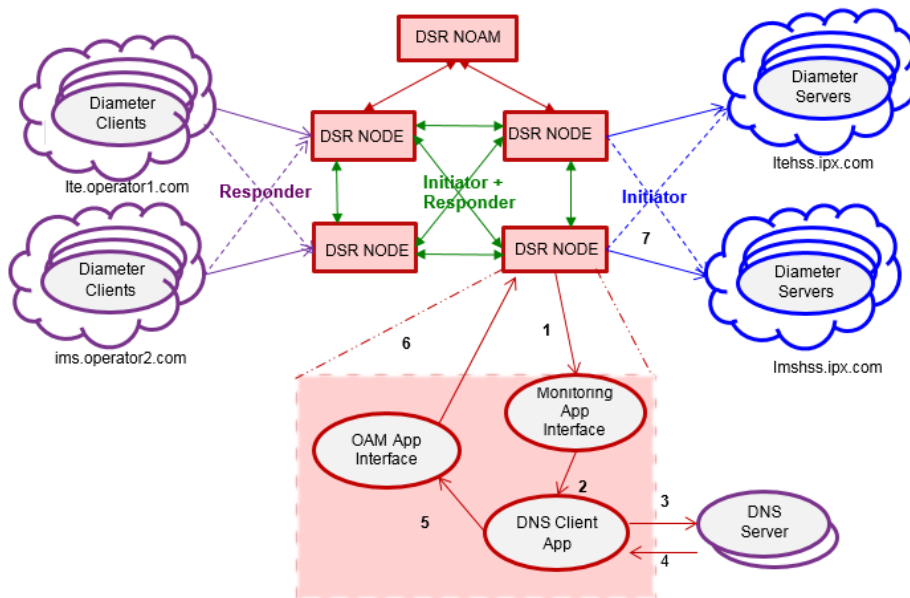 DSR NOAM
Diameter
Clients
DSR NODE
DSR NODE
Diameter
Servers
lte.operator1.com
ltehss.ipx.com
Responder
Initiator +
Responder
Initiator
7
Diameter
Clients
DSR NODE
DSR NODE
Diameter
Servers
ims.operator2.com
Imshss.ipx.com
6
1
Monitoring
App
Interface
OAM App
Interface
2
3
5
DNS Client
App
DNS
Server
4